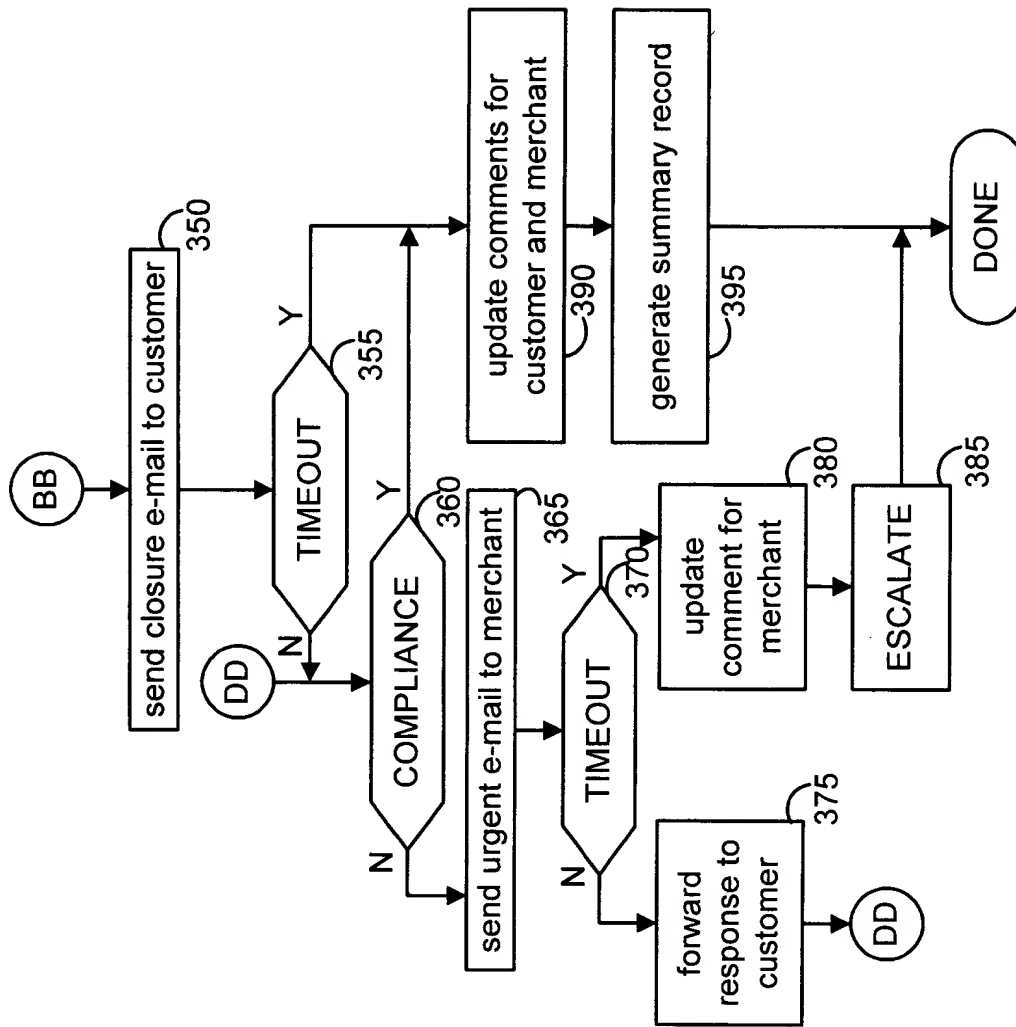 BB
send closure e-mail to customer
350
TIMEOUT
355
N
Y
DD
COMPLIANCE
360
N
Y
send urgent e-mail to merchant
365
TIMEOUT
370
N
Y
forward
response to
customer
375
DD
update
comment for
merchant
380
ESCALATE
385
update comments for
customer and merchant
390
generate summary record
395
DONE